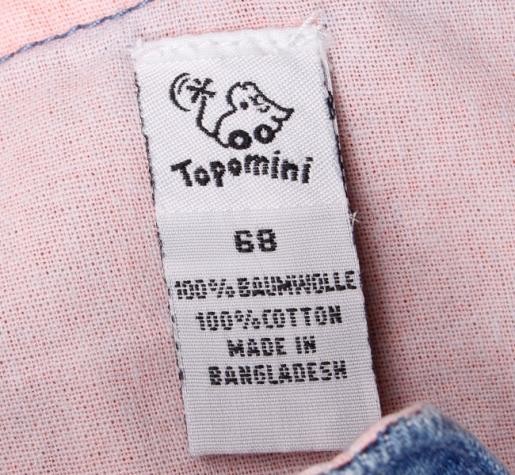 Topomini
68
100% BAUMWOLLE
100% COTTON
MADE IN
BANGLADESH